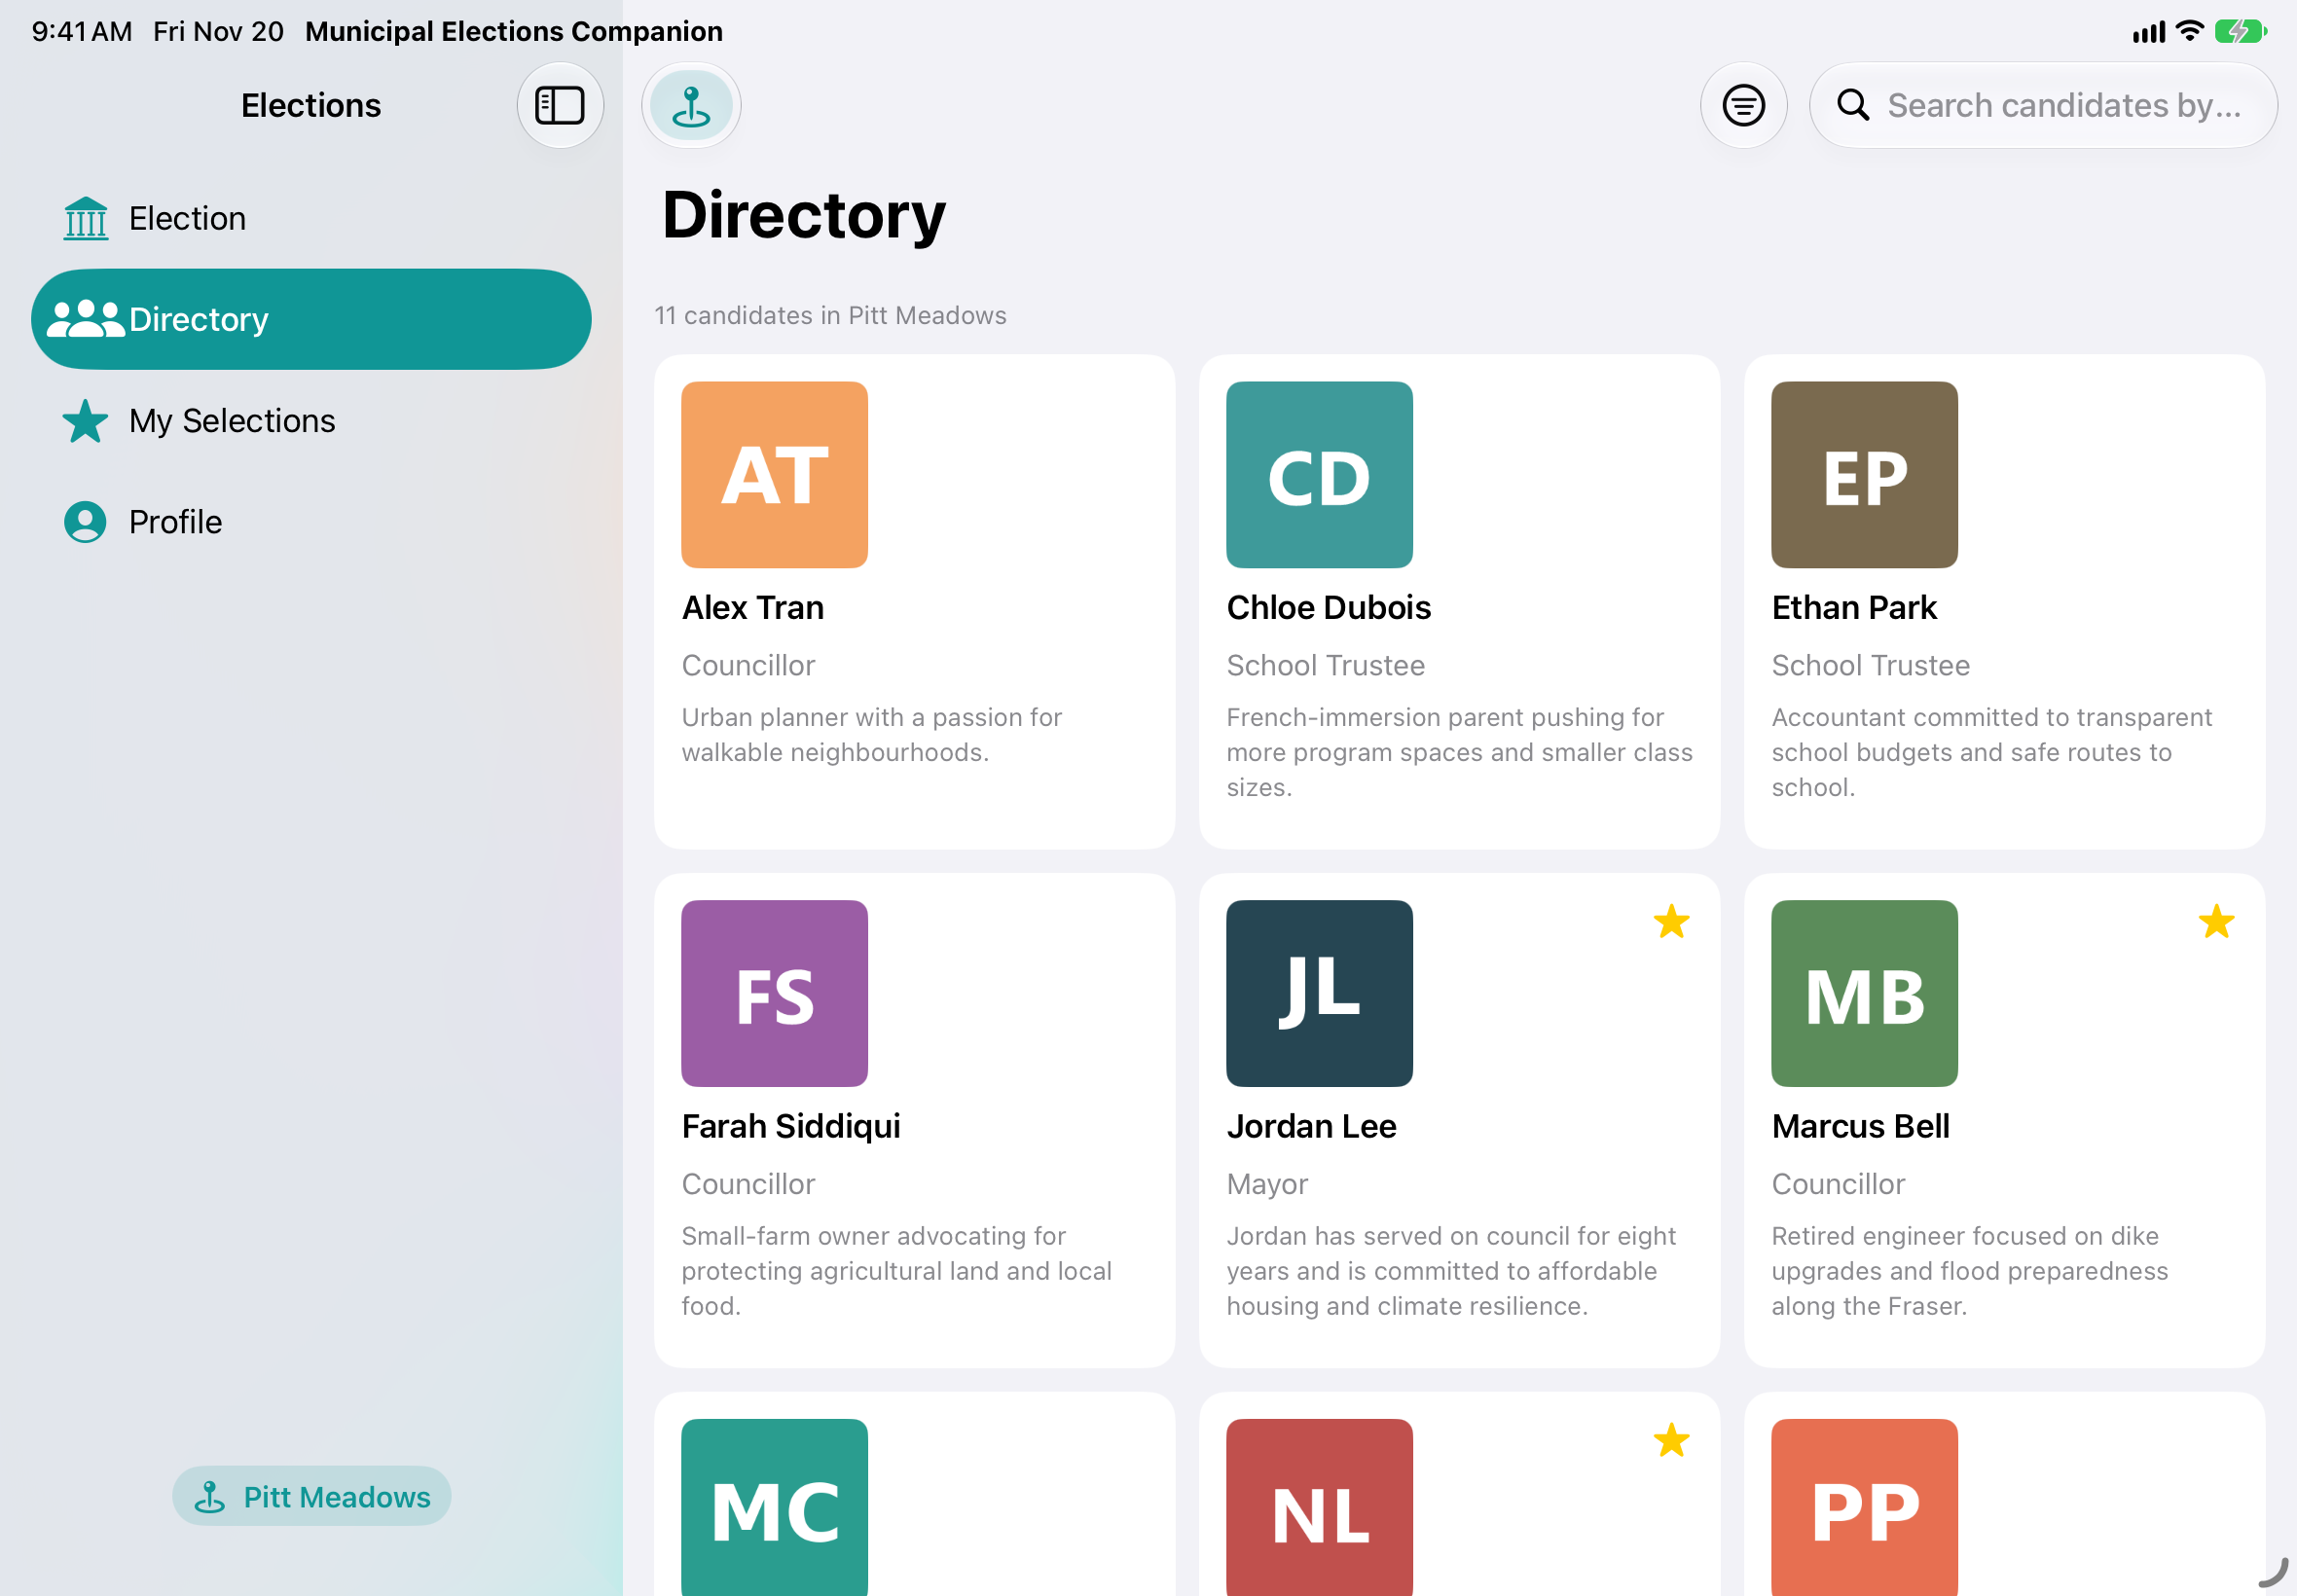 9:41 AM Fri Nov 20 Municipal Elections Companion
Elections
Search candidates by...
Election
Directory
My Selections
Profile
Pitt Meadows
Directory
11 candidates in Pitt Meadows
AT
Alex Tran
Councillor
Urban planner with a passion for
walkable neighbourhoods.
CD
Chloe Dubois
School Trustee
French-immersion parent pushing for
more program spaces and smaller class
sizes.
EP
Ethan Park
School Trustee
Accountant committed to transparent
school budgets and safe routes to
school.
FS
Farah Siddiqui
Councillor
Small-farm owner advocating for
protecting agricultural land and local
food.
JL
Jordan Lee
Mayor
Jordan has served on council for eight
years and is committed to affordable
housing and climate resilience.
MB
Marcus Bell
Councillor
Retired engineer focused on dike
upgrades and flood preparedness
along the Fraser.
MC
NL
PP